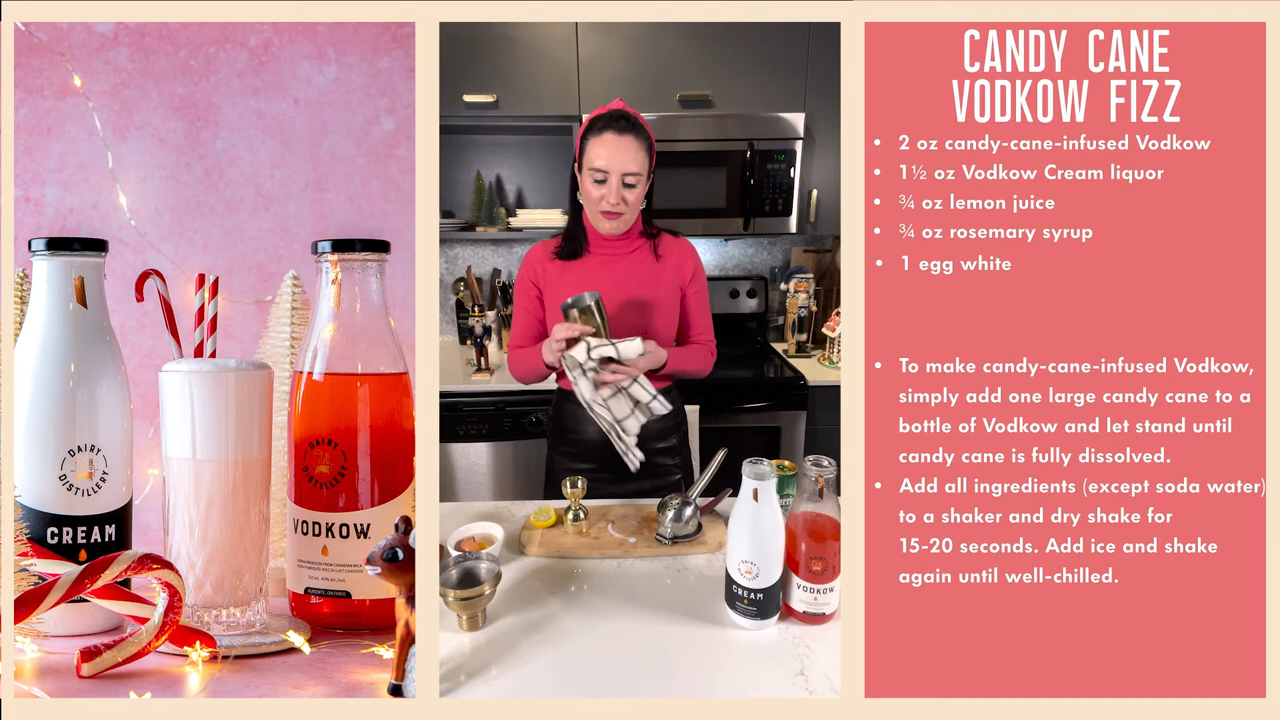 CANDY CANE
VODKOW FIZZ
• 2 oz candy-cane-infused Vodkow
• 1½ oz Vodkow Cream liquor
• ¾ oz lemon juice
• ¾ oz rosemary syrup
• 1 egg white
• To make candy-cane-infused Vodkow,
simply add one large candy cane to a
bottle of Vodkow and let stand until
candy cane is fully dissolved.
• Add all ingredients (except soda water)
to a shaker and dry shake for
15-20 seconds. Add ice and shake
again until well-chilled.
DAIRY
DISTILLERY
CREAM
DAIRY
DISTILLERY
VODKOW
ALMONTE, ONTARIO
CREAM
VODKOW